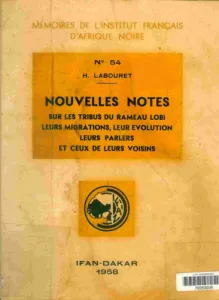 MÉMOIRES DE L'INSTITUT FRANÇAIS
D'AFRIQUE NOIRE
N° 54
H. LABOURET
NOUVELLES NOTES
SUR LES TRIBUS DU RAMEAU LOBI
LEURS MIGRATIONS, LEUR EVOLUTION
LEURS PARLERS
ET CEUX DE LEURS VOISINS
IFAN-DAKAR
1958